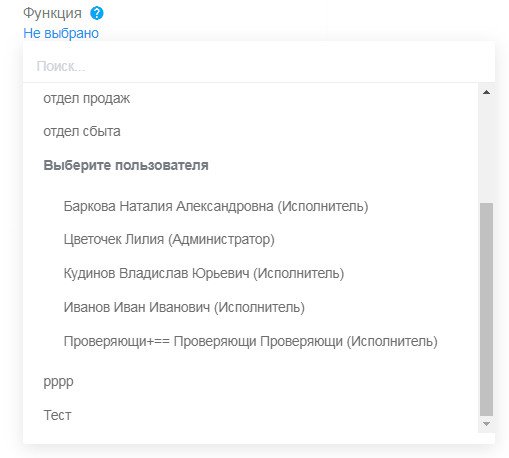 Функция ?
Не выбрано
Поиск...
отдел продаж
отдел сбыта
Выберите пользователя
Баркова Наталия Александровна (Исполнитель)
Цветочек Лилия (Администратор)
Кудинов Владислав Юрьевич (Исполнитель)
Иванов Иван Иванович (Исполнитель)
Проверяющи+== Проверяющи Проверяющи (Исполнитель)
рррр
Тест